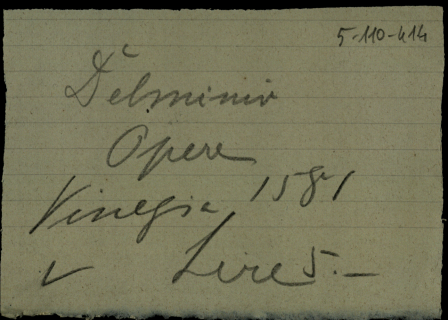 5-110-414
Delminio
Opere
Vinegia 1581
V Lire 5.—